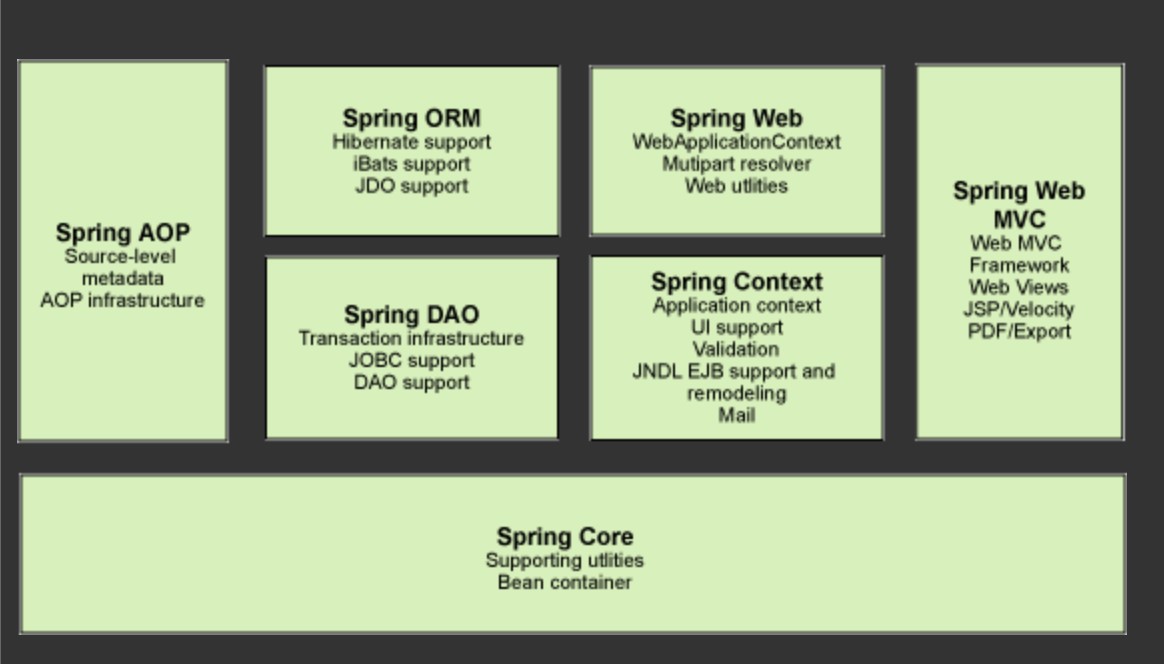 Spring AOP
Source-level
metadata
AOP infrastructure
Spring ORM
Hibernate support
iBats support
JDO support
Spring DAO
Transaction infrastructure
JOBC support
DAO support
Spring Web
WebApplicationContext
Mutipart resolver
Web utlities
Spring Context
Application context
UI support
Validation
JNDL EJB support and
remodeling
Mail
Spring Web
MVC
Web MVC
Framework
Web Views
JSP/Velocity
PDF/Export
Spring Core
Supporting utlities
Bean container